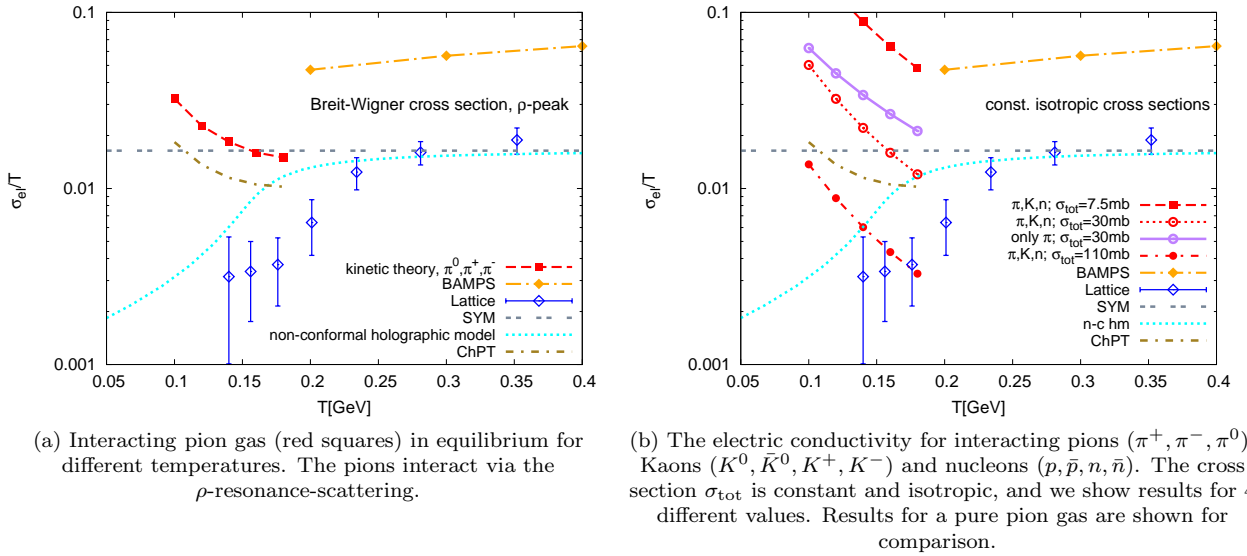 0.1
0.01
0.001
σel/T
0.05 0.1 0.15 0.2 0.25 0.3 0.35 0.4
T[GeV]
Breit-Wigner cross section, ρ-peak
kinetic theory, π0,π+,π-
BAMPS
Lattice
SYM
non-conformal holographic model
ChPT
(a) Interacting pion gas (red squares) in equilibrium for
different temperatures. The pions interact via the
ρ-resonance-scattering.
0.1
0.01
0.001
σel/T
0.05 0.1 0.15 0.2 0.25 0.3 0.35 0.4
T[GeV]
const. isotropic cross sections
π,K,n; σtot=7.5mb
π,K,n; σtot=30mb
only π; σtot=30mb
π,K,n; σtot=110mb
BAMPS
Lattice
SYM
n-c hm
ChPT
(b) The electric conductivity for interacting pions (π+, π−, π0)
Kaons (K0, K̄0, K+, K−) and nucleons (p, p̄, n, n̄). The cross
section σtot is constant and isotropic, and we show results for
different values. Results for a pure pion gas are shown for
comparison.